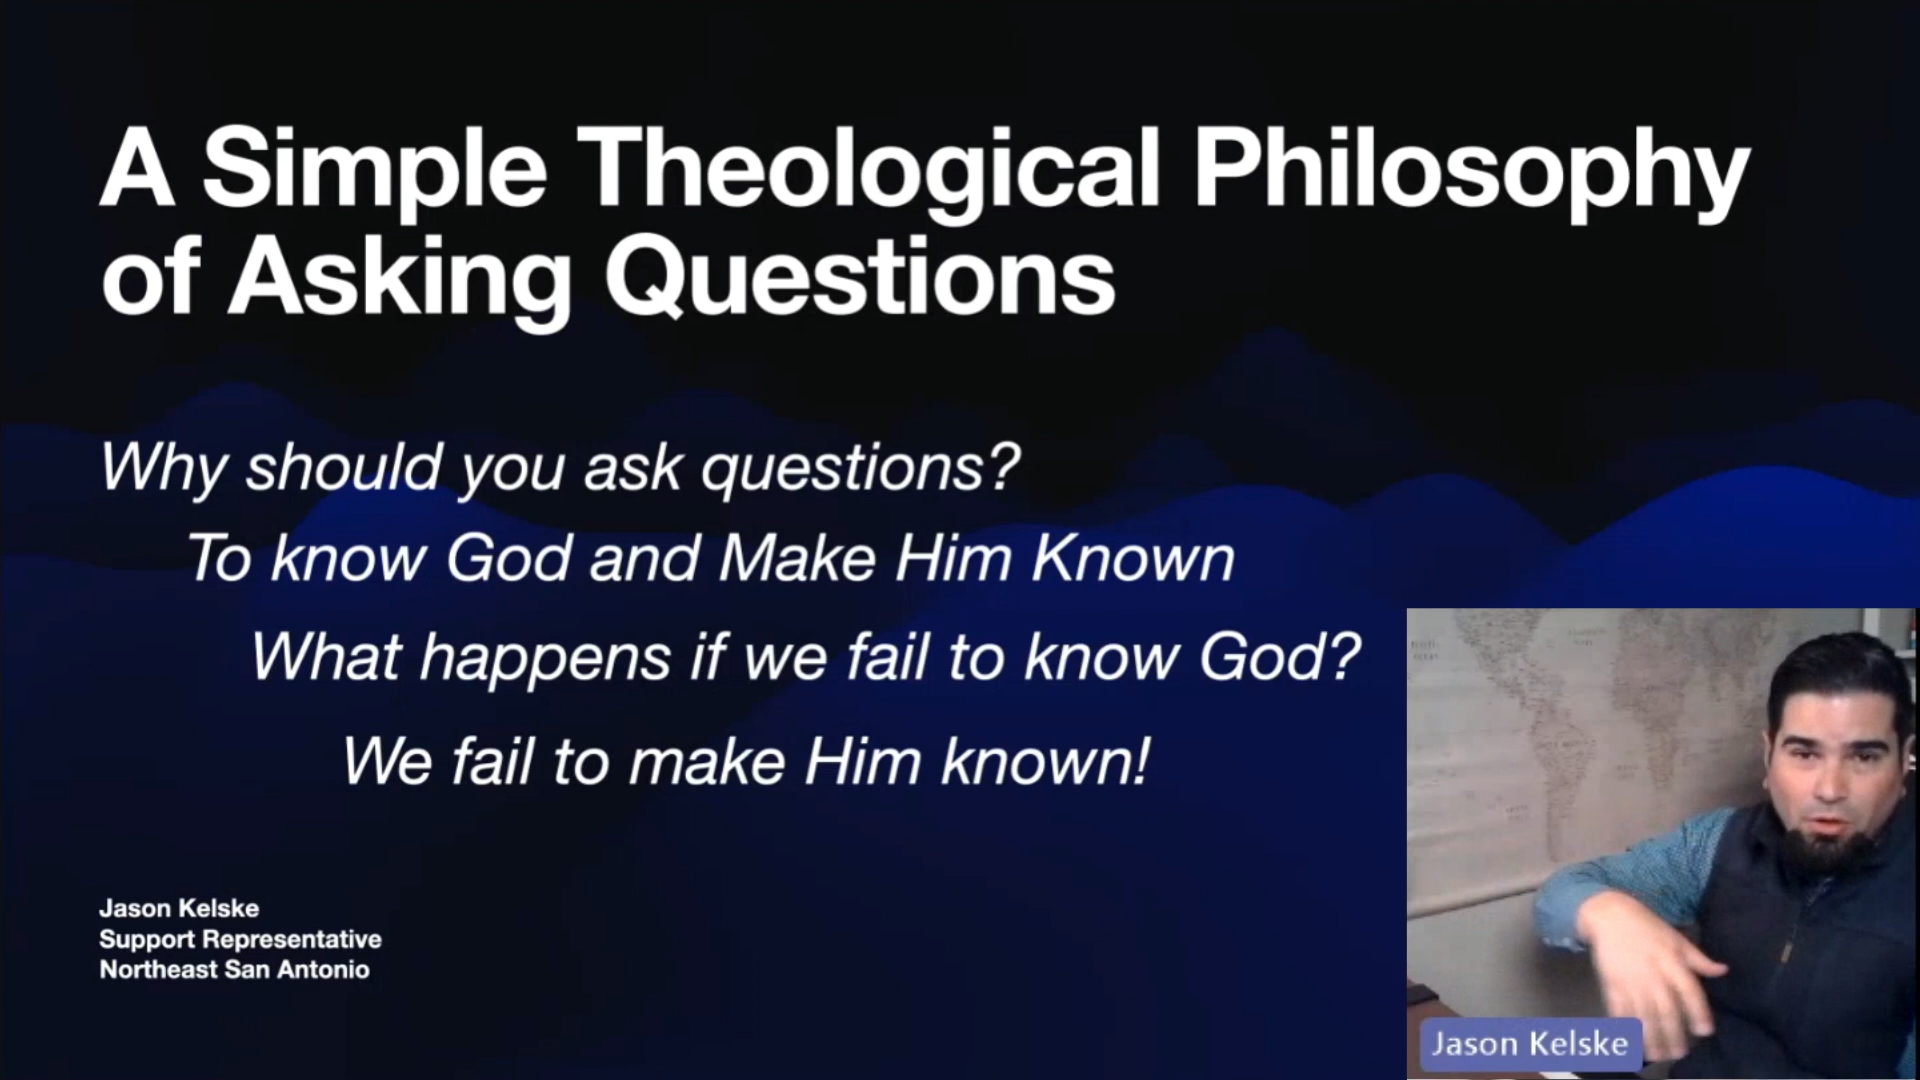 A Simple Theological Philosophy
of Asking Questions
Why should you ask questions?
To know God and Make Him Known
What happens if we fail to know God?
We fail to make Him known!
Jason Kelske
Support Representative
Northeast San Antonio
Jason Kelske